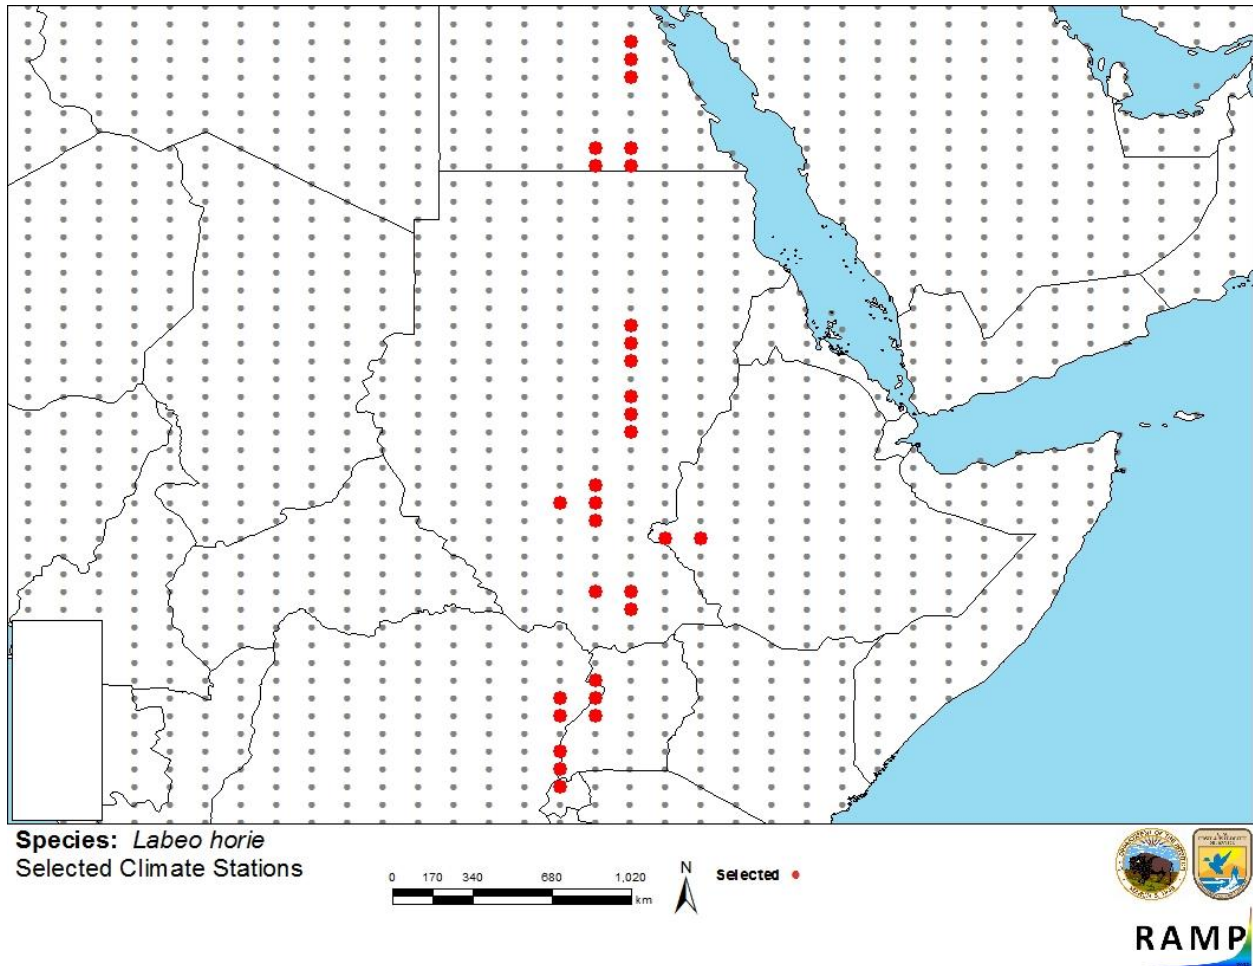 Species: Labeo horie
Selected Climate Stations
0 170 340 680 1,020
km
N
Selected
RAMP